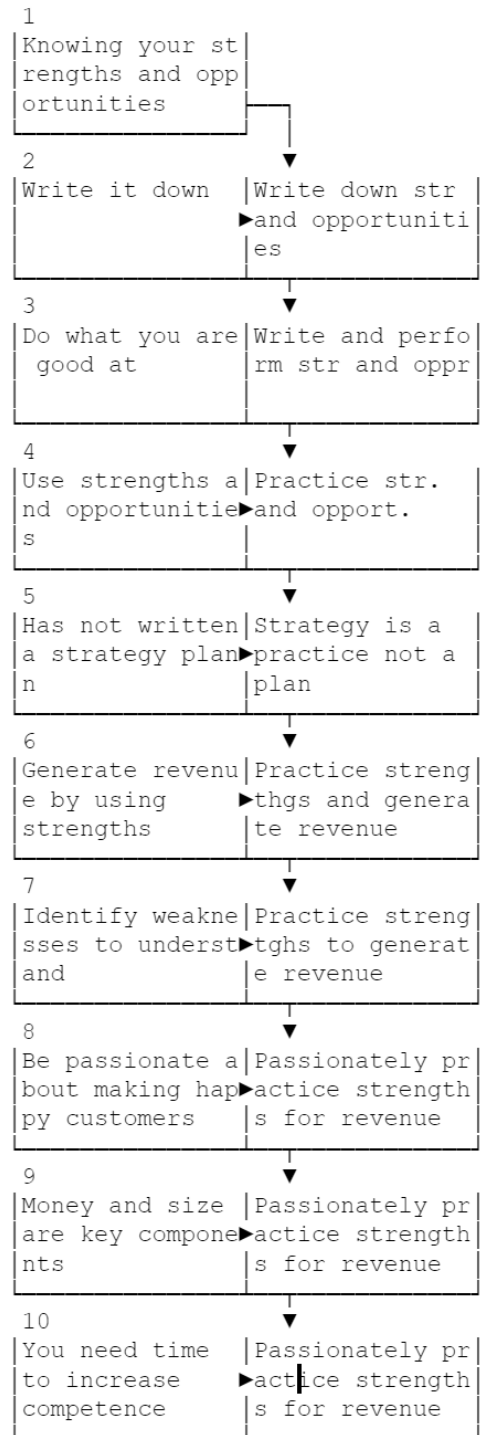 1
Knowing your st
rengths and opp
ortunities
2
Write it down Write down str
and opportuniti
es
3
Do what you are Write and perfo
good at rm str and oppr
4
Use strengths a Practice str.
nd opportunitie and opport.
s
5
Has not written Strategy is a
a strategy plan practice not a
n plan
6
Generate revenu Practice streng
e by using thgs and genera
strengths te revenue
7
Identify weakne Practice streng
sses to underst tghs to generat
and e revenue
8
Be passionate a Passionately pr
bout making hap actice strength
py customers s for revenue
9
Money and size Passionately pr
are key compone actice strength
nts s for revenue
10
You need time Passionately pr
to increase actice strength
competence s for revenue